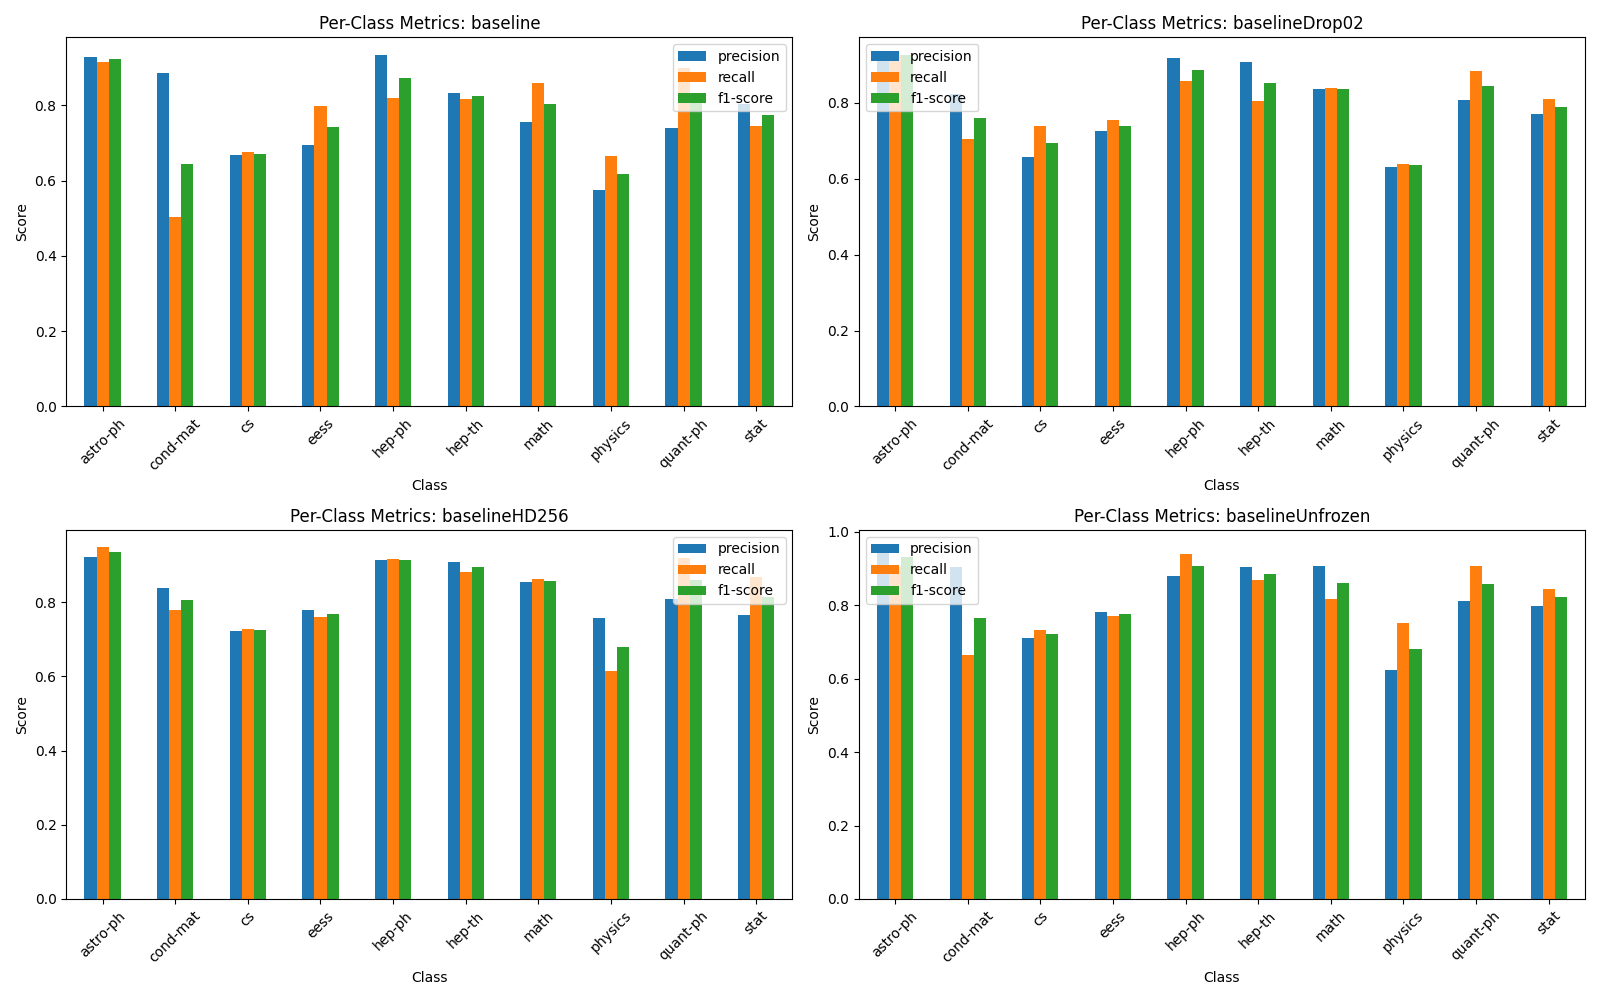 Per-Class Metrics: baseline
precision
recall
f1-score
Score
0.8
0.6
0.4
0.2
0.0
astro-ph
cond-mat
cs
eess
hep-ph
hep-th
math
physics
quant-ph
stat
Class
Per-Class Metrics: baselineDrop02
precision
recall
f1-score
Score
0.8
0.6
0.4
0.2
0.0
astro-ph
cond-mat
cs
eess
hep-ph
hep-th
math
physics
quant-ph
stat
Class
Per-Class Metrics: baselineHD256
precision
recall
f1-score
Score
0.8
0.6
0.4
0.2
0.0
astro-ph
cond-mat
cs
eess
hep-ph
hep-th
math
physics
quant-ph
stat
Class
Per-Class Metrics: baselineUnfrozen
precision
recall
f1-score
Score
1.0
0.8
0.6
0.4
0.2
0.0
astro-ph
cond-mat
cs
eess
hep-ph
hep-th
math
physics
quant-ph
stat
Class